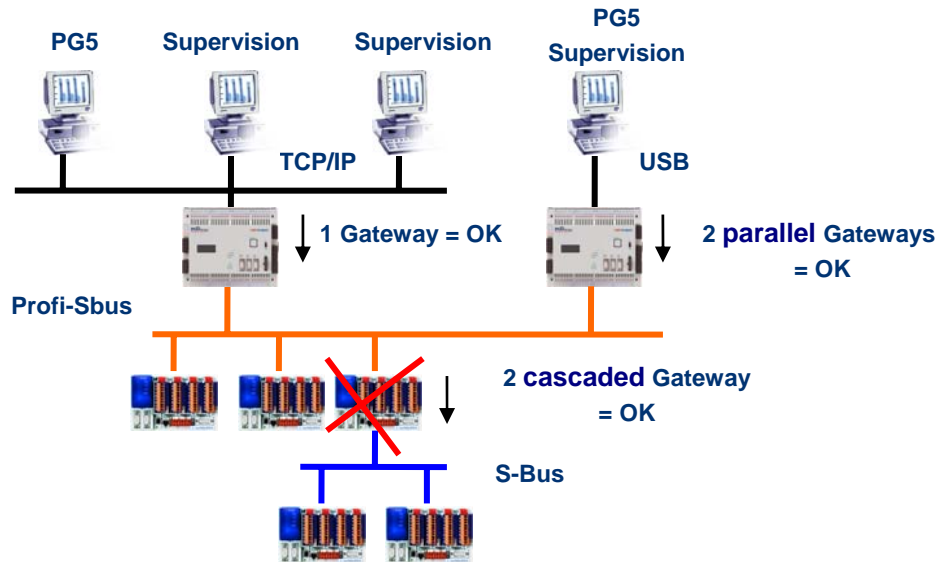 PG5
Supervision
Supervision
PG5
Supervision
TCP/IP
USB
1 Gateway = OK
2 parallel Gateways
= OK
Profi-Sbus
2 cascaded Gateway
= OK
S-Bus